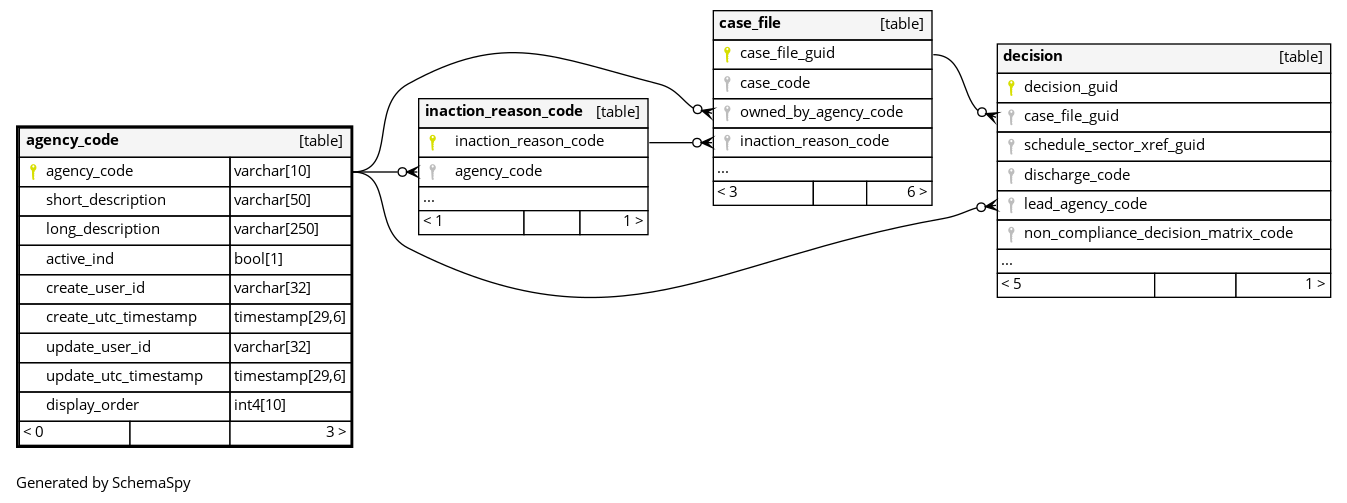 agency_code [table]
agency_code varchar[10]
short_description varchar[50]
long_description varchar[250]
active_ind bool[1]
create_user_id varchar[32]
create_utc_timestamp timestamp[29,6]
update_user_id varchar[32]
update_utc_timestamp timestamp[29,6]
display_order int4[10]
< 0 3 >
inaction_reason_code [table]
inaction_reason_code
agency_code
...
< 1 1 >
case_file [table]
case_file_guid
case_code
owned_by_agency_code
inaction_reason_code
...
< 3 6 >
decision [table]
decision_guid
case_file_guid
schedule_sector_xref_guid
discharge_code
lead_agency_code
non_compliance_decision_matrix_code
...
< 5 1 >
Generated by SchemaSpy